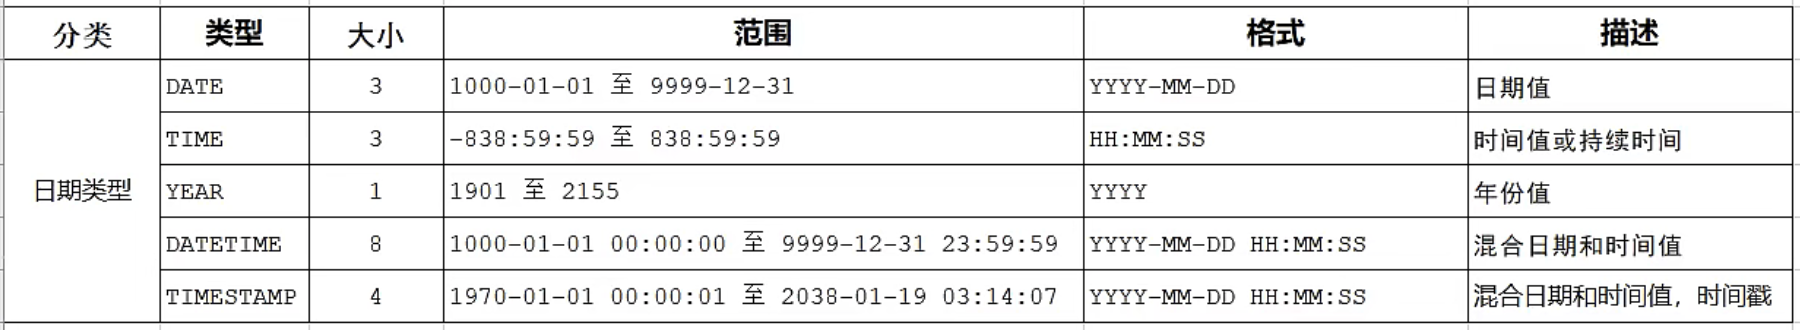 分类 类型 大小 范围 格式 描述
DATE 3 1000-01-01 至 9999-12-31 YYYY-MM-DD 日期值
TIME 3 -838:59:59 至 838:59:59 HH:MM:SS 时间值或持续时间
日期类型 YEAR 1 1901 至 2155 YYYY 年份值
DATETIME 8 1000-01-01 00:00:00 至 9999-12-31 23:59:59 YYYY-MM-DD HH:MM:SS 混合日期和时间值
TIMESTAMP 4 1970-01-01 00:00:01 至 2038-01-19 03:14:07 YYYY-MM-DD HH:MM:SS 混合日期和时间值，时间戳